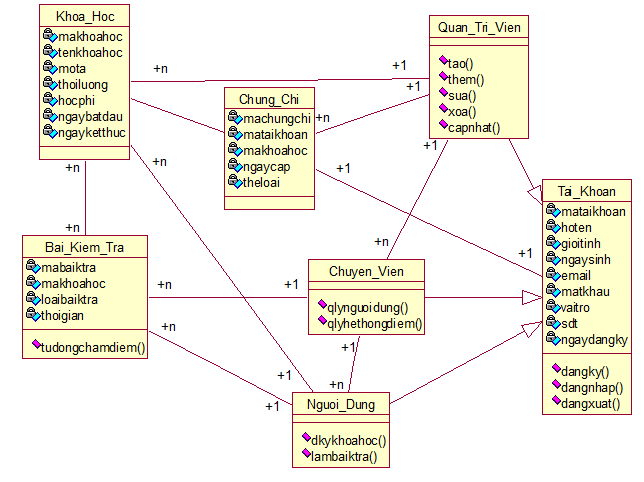 Khoa_Hoc
makhoahoc
tenkhoahoc
mota
thoiluong
hocphi
ngaybatdau
ngayketthuc
Quan_Tri_Vien
tao()
them()
sua()
xoa()
capnhat()
Chung_Chi
machungchi
mataikhoan
makhoahoc
ngaycap
theloai
Tai_Khoan
mataikhoan
hoten
gioitinh
ngaysinh
email
matkhau
vaitro
sdt
ngaydangky
dangky()
dangnhap()
dangxuat()
Bai_Kiem_Tra
mabaiktra
makhoahoc
loaibaiktra
thoigian
tudongchamdiem()
Chuyen_Vien
qlynguoidung()
qlyhethongdiem()
Nguoi_Dung
dkykhoahoc()
lambaiktra()
+n
+1
+1
+n
+1
+n
+n
+1
+n
+n
+1
+n
+1
+n
+1
+n
+1
+1
+n